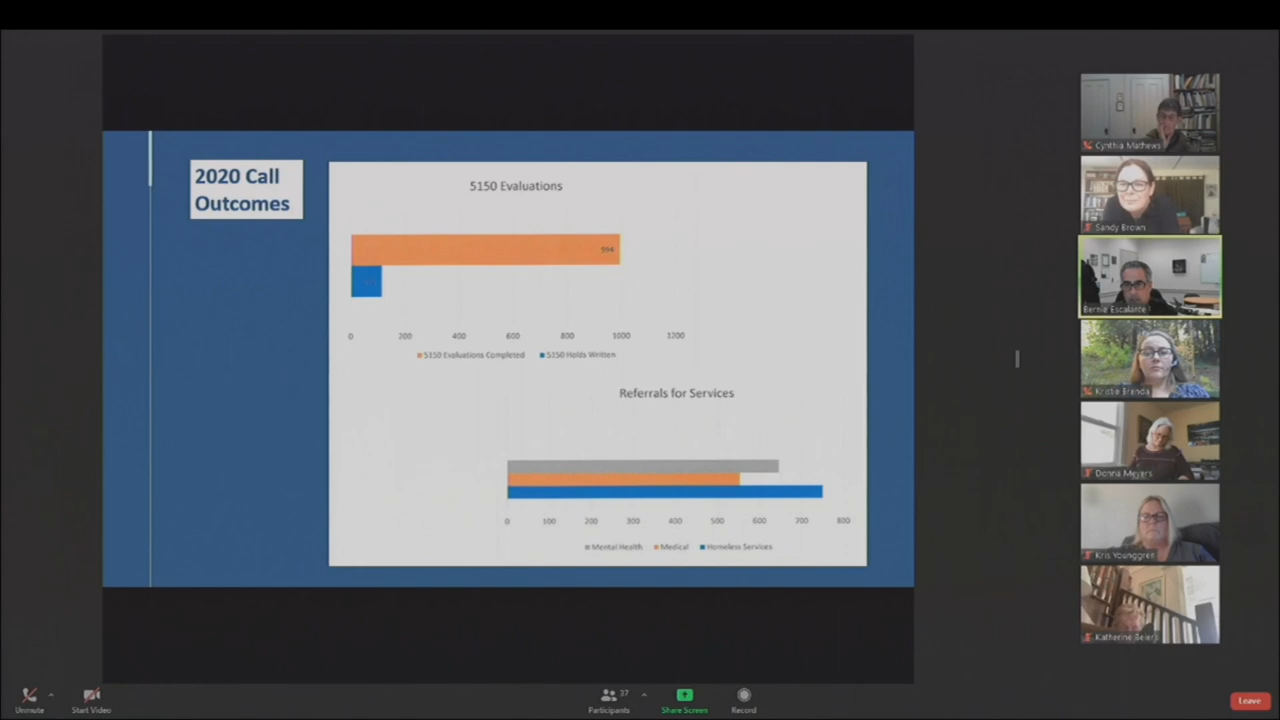 2020 Call
Outcomes
5150 Evaluations
994
0 200 400 600 800 1000 1200
5150 Evaluations Completed 5150 Holds Written
Referrals for Services
0 100 200 300 400 500 600 700 800
Mental Health Medical Homeless Services
Cynthia Mathews
Sandy Brown
Bernie Escalante
Kristie Brenda
Donna Meyers
Kris Younggren
Katherine Beiers
Unmute
Start Video
37
Participants
Share Screen
Record
Leave